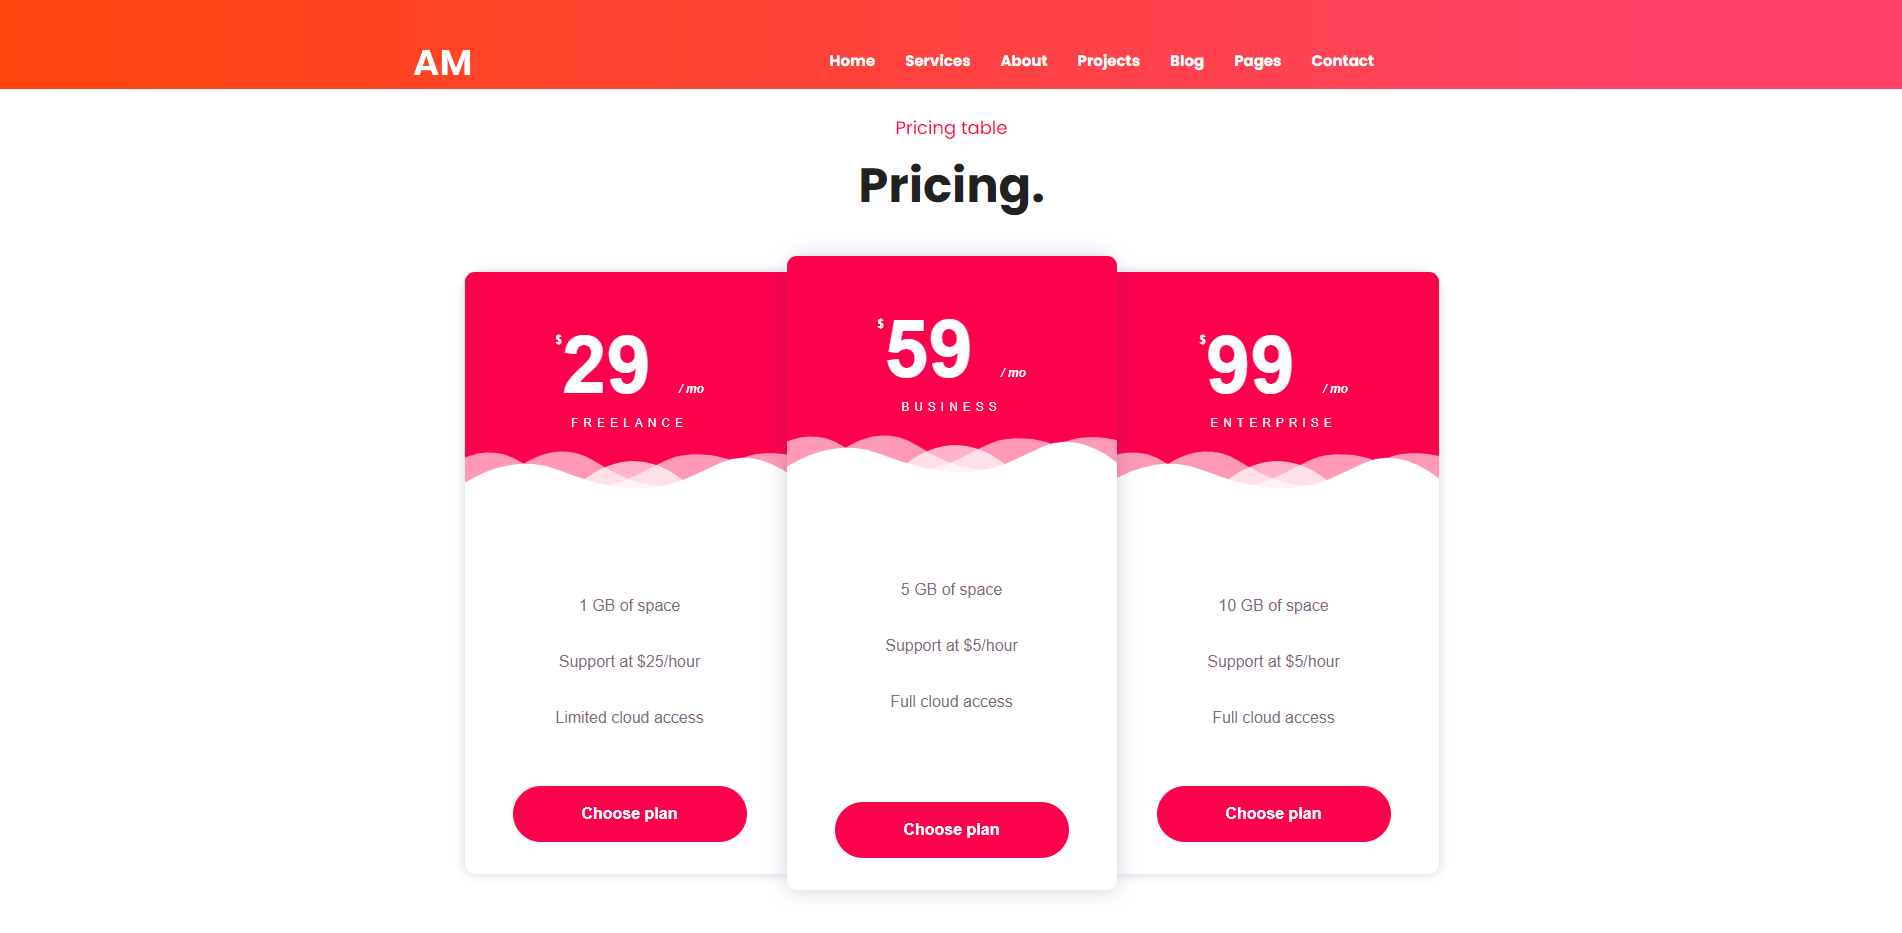 AM
Home Services About Projects Blog Pages Contact
Pricing table
Pricing.
$29 / mo
FREELANCE
1 GB of space
Support at $25/hour
Limited cloud access
Choose plan
$59 / mo
BUSINESS
5 GB of space
Support at $5/hour
Full cloud access
Choose plan
$99 / mo
ENTERPRISE
10 GB of space
Support at $5/hour
Full cloud access
Choose plan